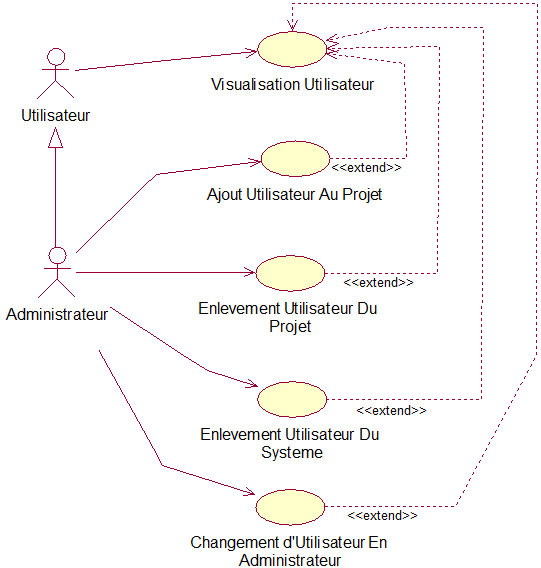 Visualisation Utilisateur
Utilisateur
<<extend>>
Ajout Utilisateur Au Projet
<<extend>>
Administrateur
Enlevement Utilisateur Du
Projet
<<extend>>
Enlevement Utilisateur Du
Systeme
<<extend>>
Changement d'Utilisateur En
Administrateur